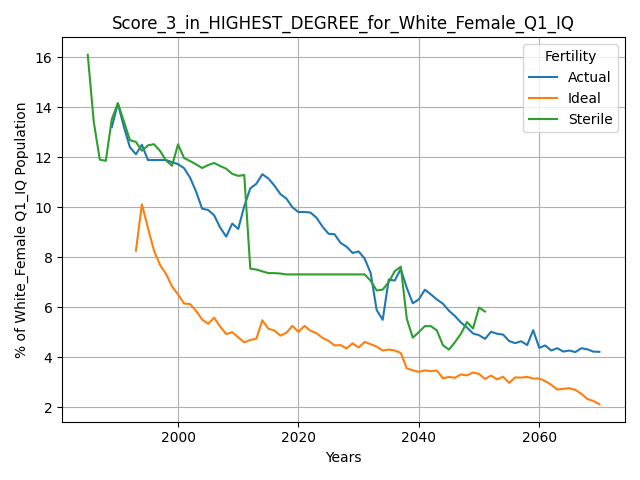 Score_3_in_HIGHEST_DEGREE_for_White_Female_Q1_IQ
% of White_Female Q1_IQ Population
16
14
12
10
8
6
4
2
Fertility
Actual
Ideal
Sterile
2000
2020
2040
2060
Years